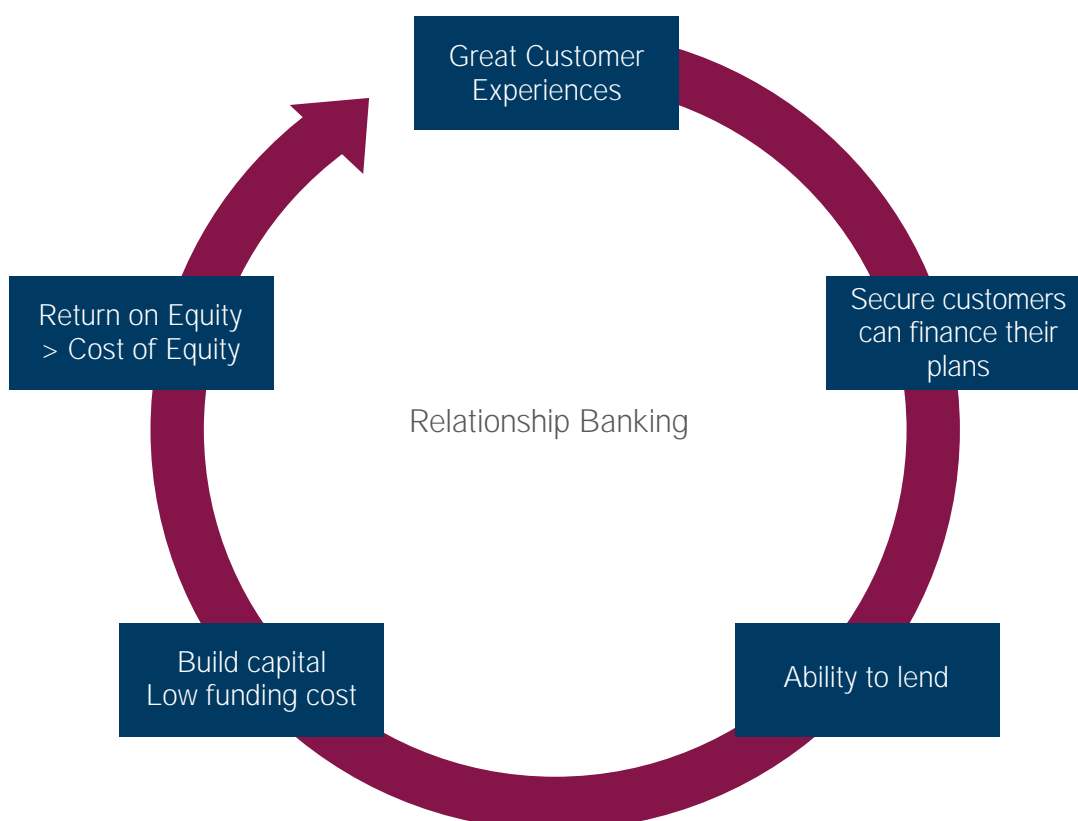 Great Customer
Experiences
Secure customers
can finance their
plans
Ability to lend
Build capital
Low funding cost
Return on Equity
> Cost of Equity
Relationship Banking